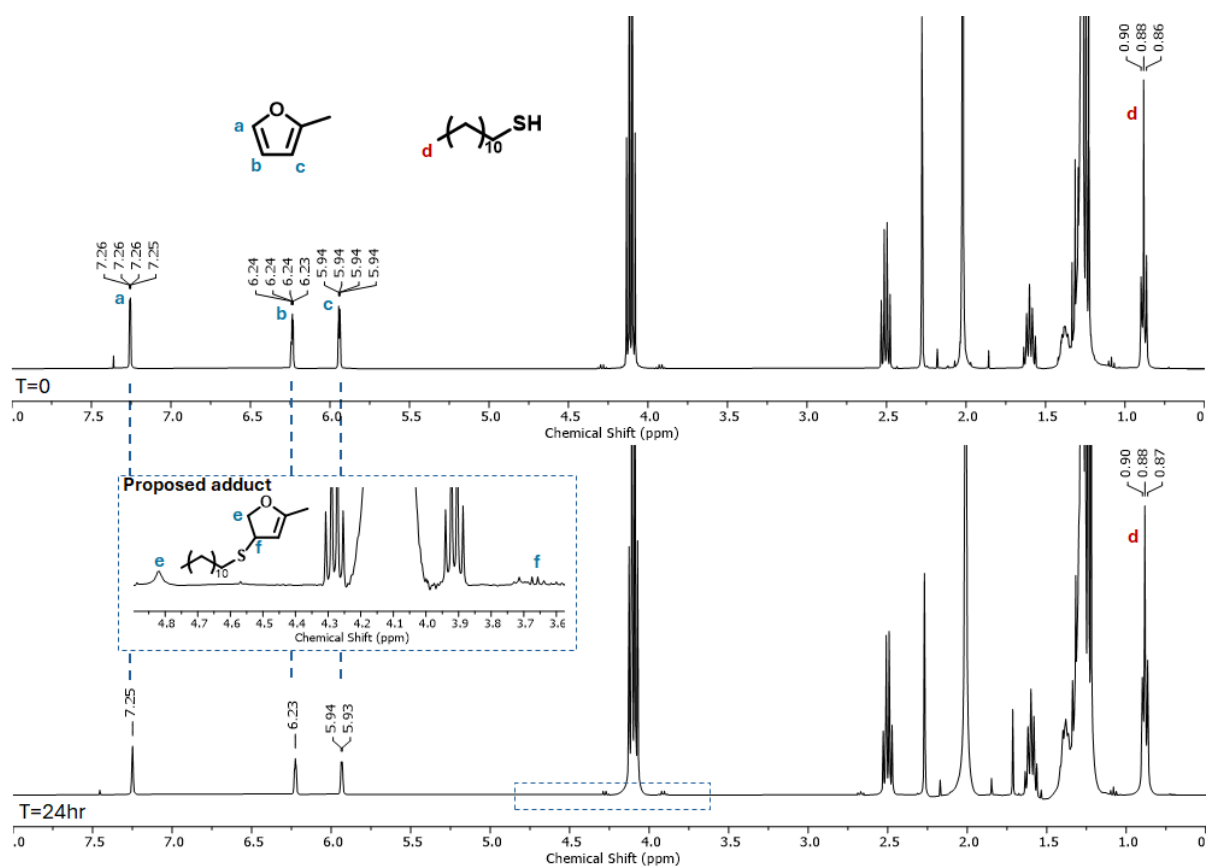 0.90
0.88
0.86
d
a
O
b
c
SH
10
d
7.26
7.26
7.26
7.25
a
6.24
6.24
6.24
6.23
b
5.94
5.94
5.94
5.94
c
T=0
.0 7.5 7.0 6.5 6.0 5.5 5.0 4.5 4.0 3.5 3.0 2.5 2.0 1.5 1.0 0
Chemical Shift (ppm)
0.90
0.88
0.87
d
Proposed adduct
e
O
S
f
10
e
f
4.8 4.7 4.6 4.5 4.4 4.3 4.2 4.1 4.0 3.9 3.8 3.7 3.6
Chemical Shift (ppm)
7.25
6.23
5.94
5.93
T=24hr
.0 7.5 7.0 6.5 6.0 5.5 5.0 4.5 4.0 3.5 3.0 2.5 2.0 1.5 1.0 0
Chemical Shift (ppm)